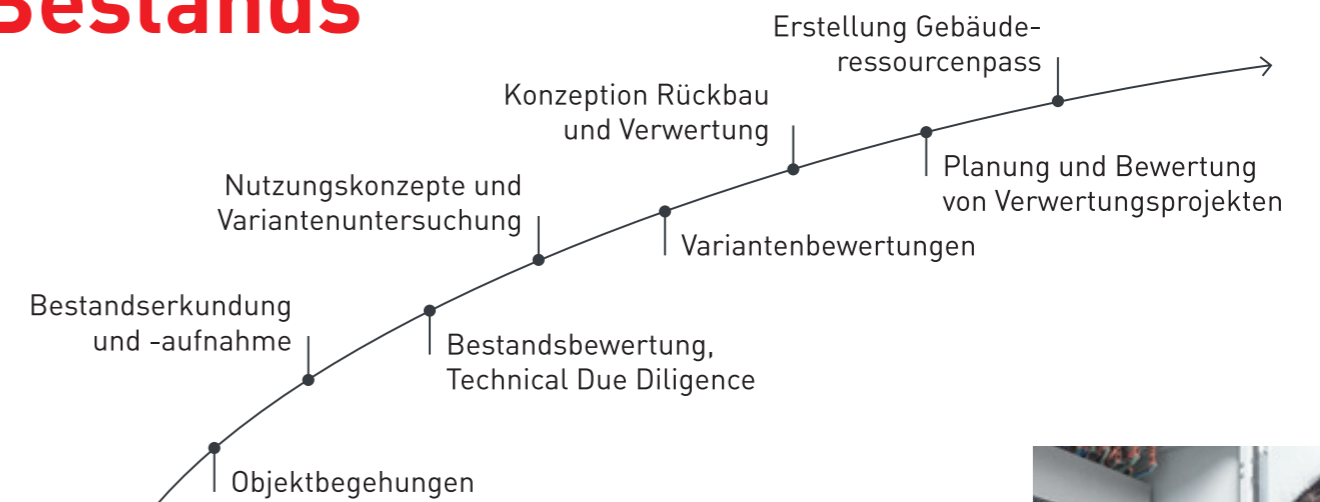 Bestands
Erstellung Gebäude-
ressourcenpass
Konzeption Rückbau
und Verwertung
Planung und Bewertung
von Verwertungsprojekten
Nutzungskonzepte und
Variantenuntersuchung
Variantenbewertungen
Bestandserkundung
und -aufnahme
Bestandsbewertung,
Technical Due Diligence
Objektbegehungen